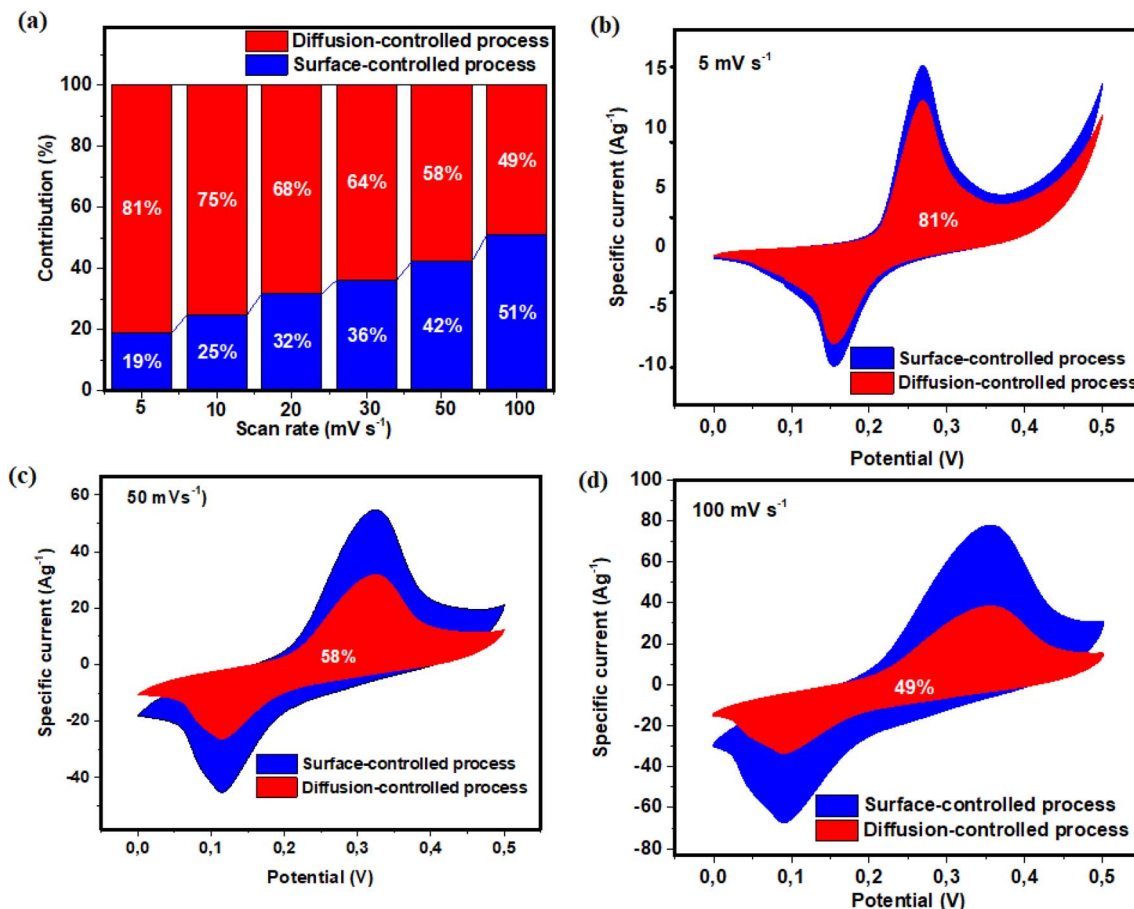 (a)
Diffusion-controlled process
Surface-controlled process
Contribution (%)
100
80
60
40
20
0
81%
75%
68%
64%
58%
49%
19%
25%
32%
36%
42%
51%
5
10
20
30
50
100
Scan rate (mV s⁻¹)
(b)
5 mV s⁻¹
Specific current (Ag⁻¹)
15
10
5
0
-5
-10
81%
Surface-controlled process
Diffusion-controlled process
0,0
0,1
0,2
0,3
0,4
0,5
Potential (V)
(c)
50 mVs⁻¹)
Specific current (Ag⁻¹)
60
40
20
0
-20
-40
58%
Surface-controlled process
Diffusion-controlled process
0,0
0,1
0,2
0,3
0,4
0,5
Potential (V)
(d)
100 mV s⁻¹
Specific current (Ag⁻¹)
100
80
60
40
20
0
-20
-40
-60
-80
49%
Surface-controlled process
Diffusion-controlled process
0,0
0,1
0,2
0,3
0,4
0,5
Potential (V)